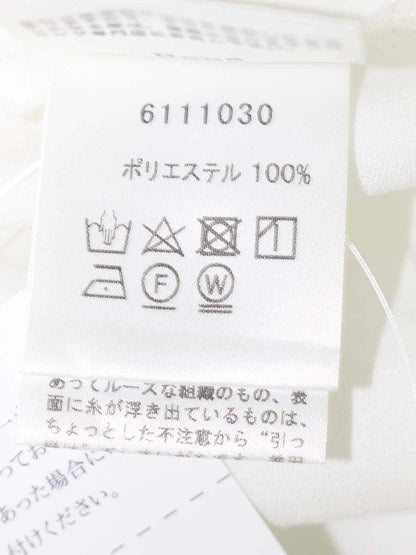 6111030
ポリエステル 100%
F
W
あってルーズな組織のもの、表
面に糸が浮き出ているものは、
ちょっとした不注意から "引っ
ってお
あった場合に
付けください。